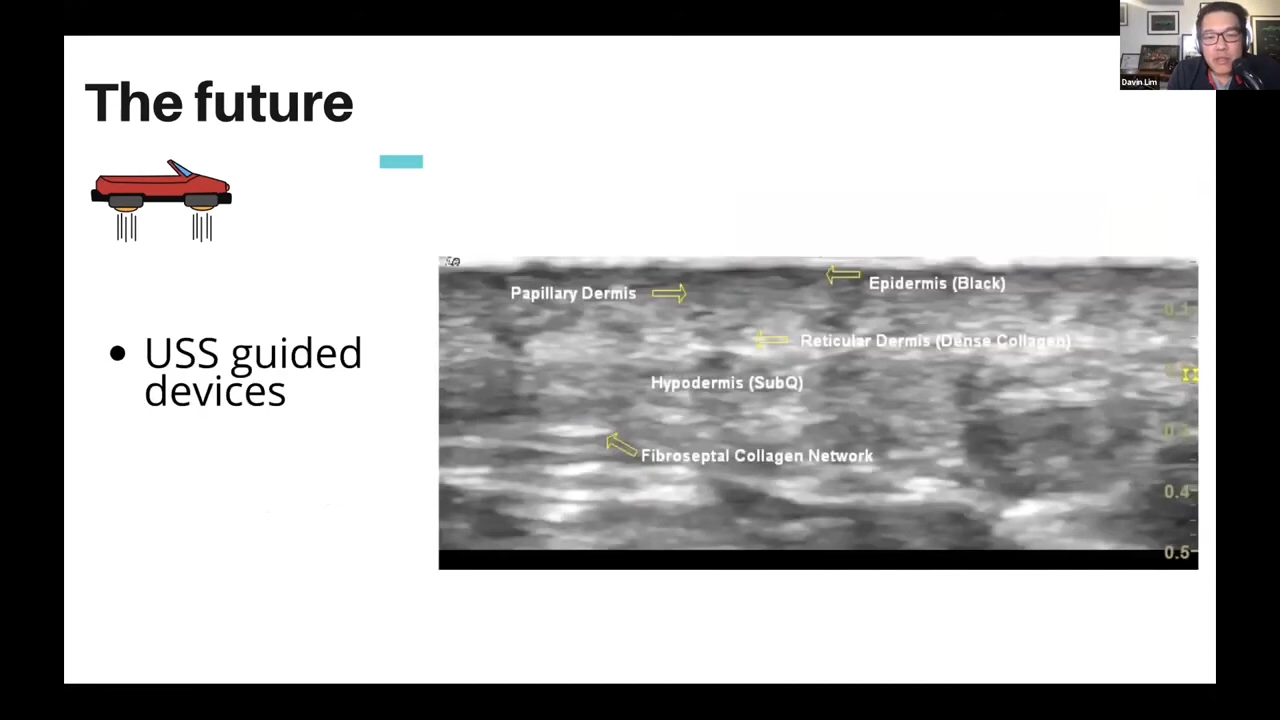 Davin Lim
The future
USS guided
devices
Epidermis (Black)
Papillary Dermis
Reticular Dermis (Dense Collagen)
Hypodermis (SubQ)
Fibroseptal Collagen Network
0.4
0.5